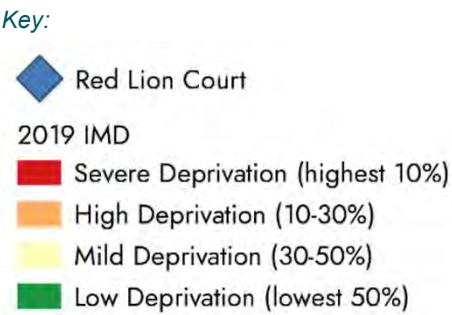 Key:
Red Lion Court
2019 IMD
Severe Deprivation (highest 10%)
High Deprivation (10-30%)
Mild Deprivation (30-50%)
Low Deprivation (lowest 50%)